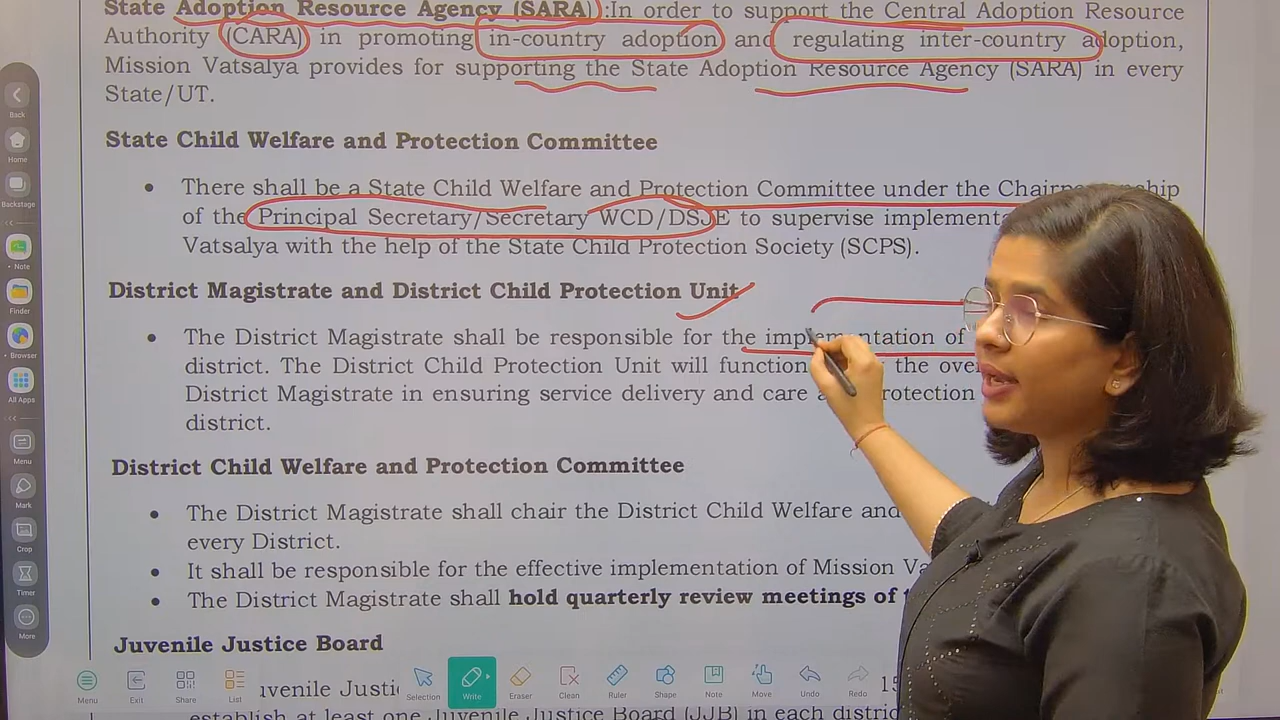 State Adoption Resource Agency (SARA) :In order to support the Central Adoption Resource
Authority (CARA) in promoting in-country adoption and regulating inter-country adoption,
Mission Vatsalya provides for supporting the State Adoption Resource Agency (SARA) in every
State/UT.
State Child Welfare and Protection Committee
• There shall be a State Child Welfare and Protection Committee under the
of the Principal Secretary/Secretary WCD/DSJE to supervise
Vatsalya with the help of the State Child Protection Society (SCPS).
District Magistrate and District Child Protection Unit
• The District Magistrate shall be responsible for the implementation of
district. The District Child Protection Unit will function the
District Magistrate in ensuring service delivery and care
district.
District Child Welfare and Protection Committee
• The District Magistrate shall chair the District Child Welfare and
every District.
• It shall be responsible for the effective implementation of Mission
• The District Magistrate shall hold quarterly review meetings of
Juvenile Justice Board
establish at least one Juvenile Justice Board (JJB) in each
Back
Home
Backstage
Note
Finder
Browser
All Apps
Menu
Mark
Crop
Timer
More
Menu
Exit
Share
List
Selection
Write
Eraser
Clean
Ruler
Shape
Note
Move
Undo
Redo